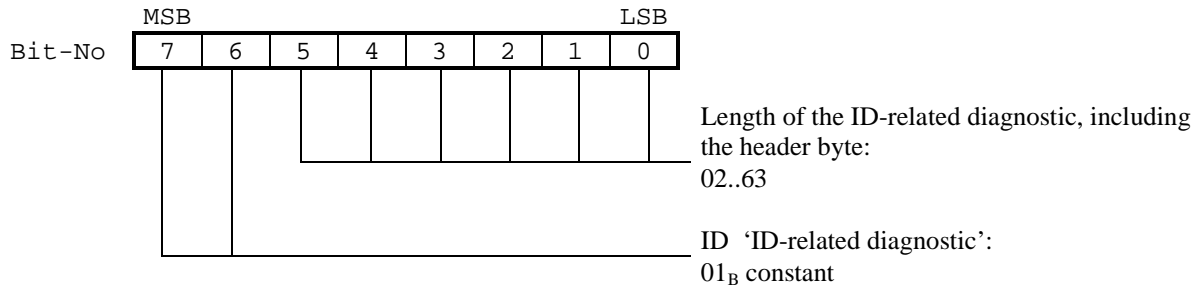 MSB LSB
Bit-No 7 6 5 4 3 2 1 0
Length of the ID-related diagnostic, including
the header byte:
02..63
ID ‘ID-related diagnostic’:
01B constant